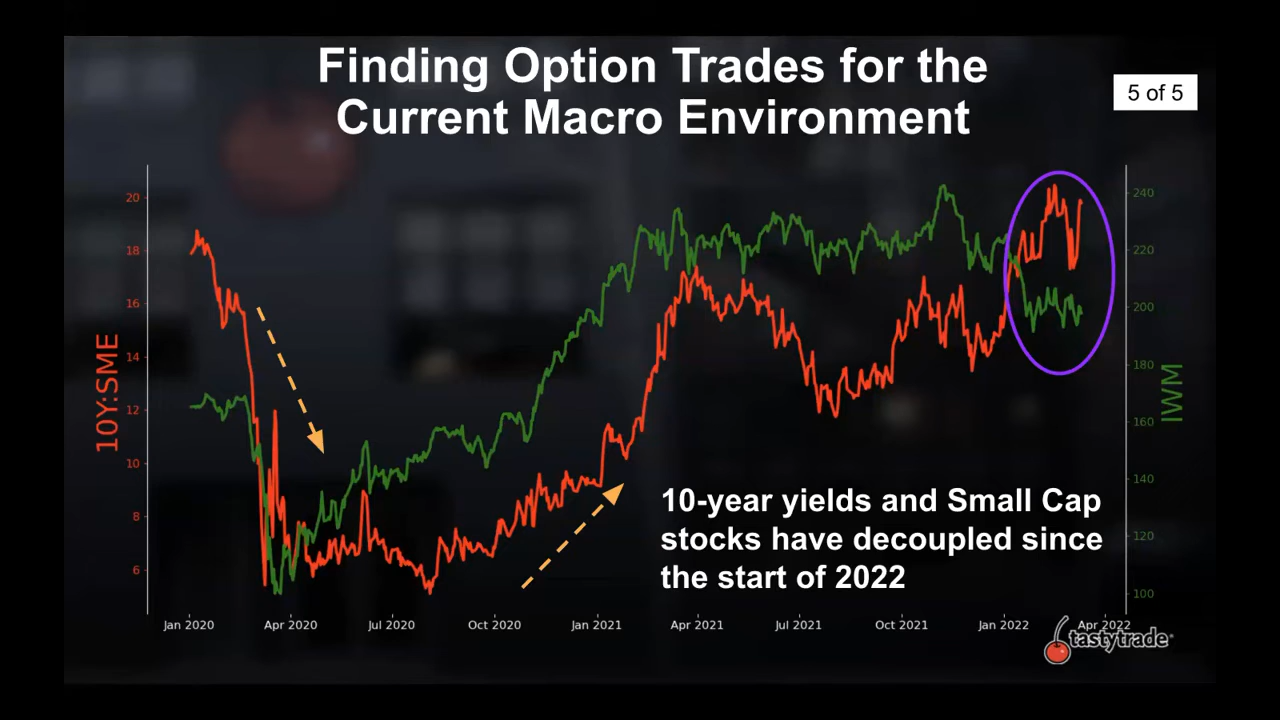 Finding Option Trades for the
Current Macro Environment
5 of 5
20
18
16
14
12
10
8
6
10Y:SME
240
220
200
180
160
140
120
100
IWM
10-year yields and Small Cap
stocks have decoupled since
the start of 2022
Jan 2020 Apr 2020 Jul 2020 Oct 2020 Jan 2021 Apr 2021 Jul 2021 Oct 2021 Jan 2022 Apr 2022
tastytrade